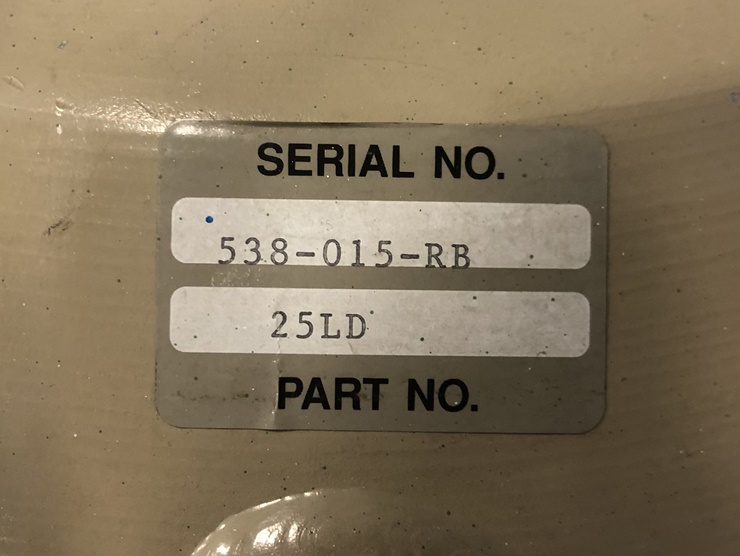 SERIAL NO.
538-015-RB
25LD
PART NO.